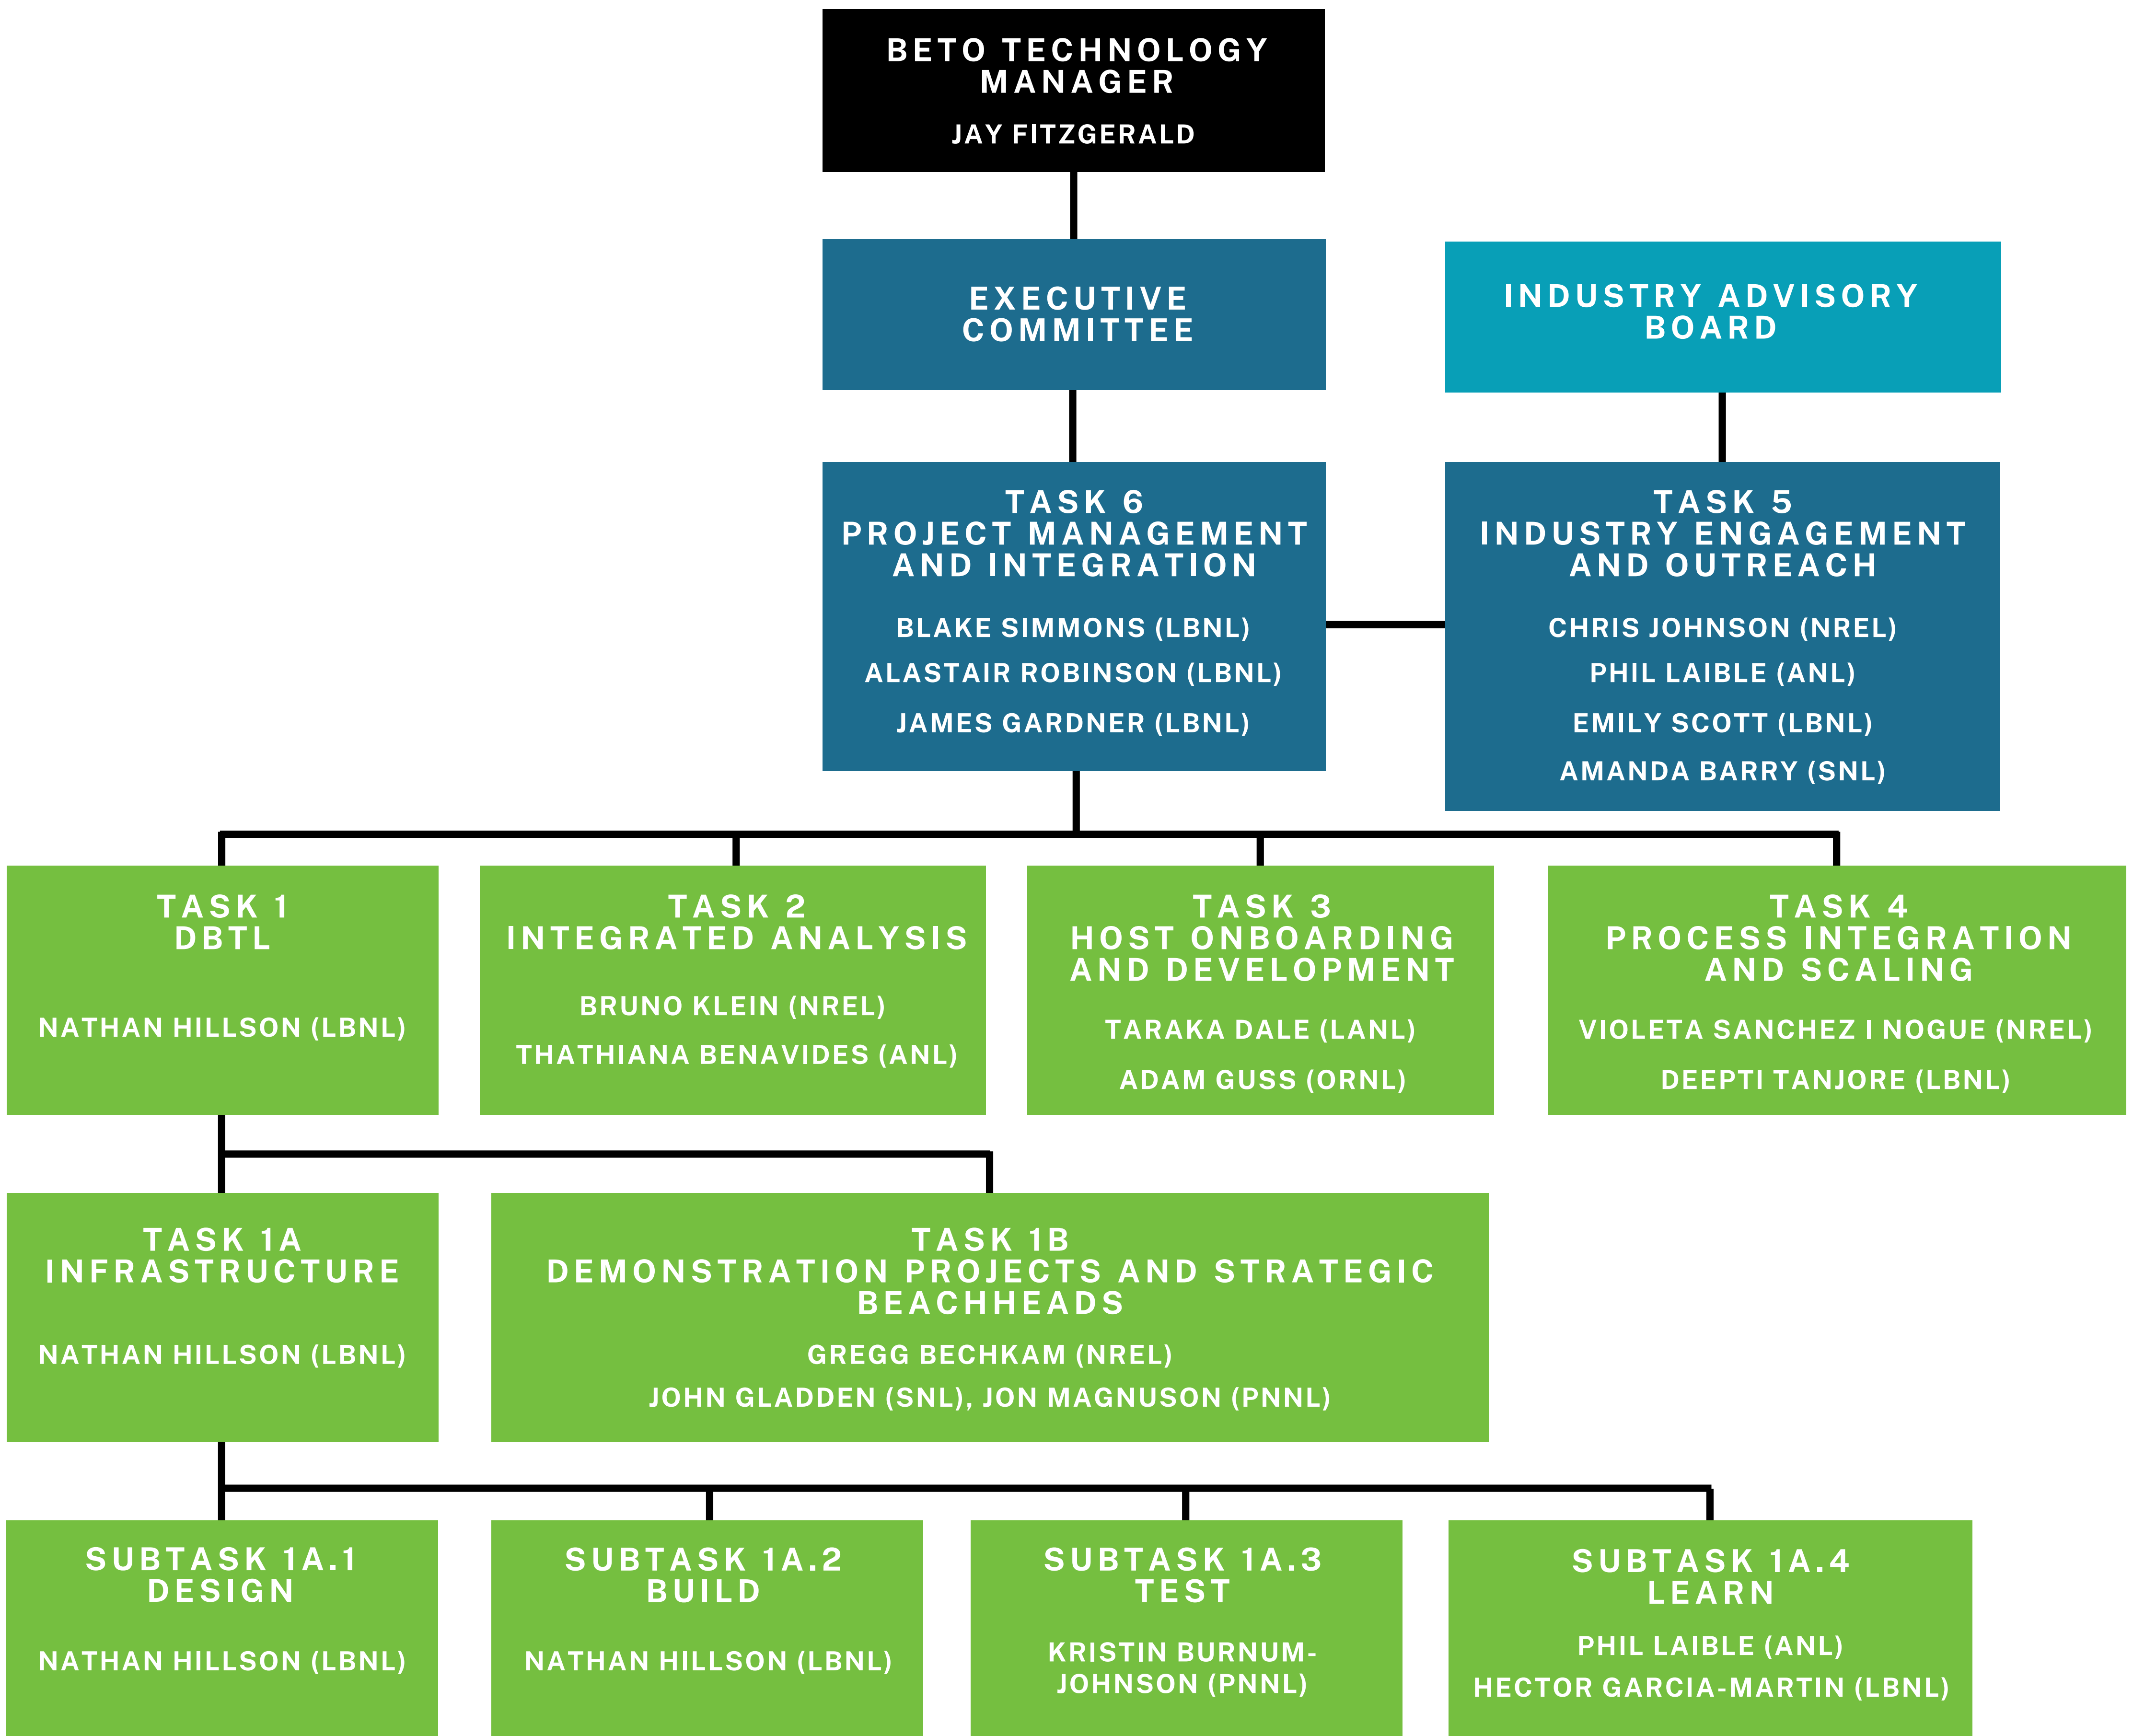 BETO TECHNOLOGY
MANAGER
JAY FITZGERALD
EXECUTIVE
COMMITTEE
INDUSTRY ADVISORY
BOARD
TASK 6
PROJECT MANAGEMENT
AND INTEGRATION
BLAKE SIMMONS (LBNL)
ALASTAIR ROBINSON (LBNL)
JAMES GARDNER (LBNL)
TASK 5
INDUSTRY ENGAGEMENT
AND OUTREACH
CHRIS JOHNSON (NREL)
PHIL LAIBLE (ANL)
EMILY SCOTT (LBNL)
AMANDA BARRY (SNL)
TASK 1
DBTL
NATHAN HILLSON (LBNL)
TASK 2
INTEGRATED ANALYSIS
BRUNO KLEIN (NREL)
THATHIANA BENAVIDES (ANL)
TASK 3
HOST ONBOARDING
AND DEVELOPMENT
TARAKA DALE (LANL)
ADAM GUSS (ORNL)
TASK 4
PROCESS INTEGRATION
AND SCALING
VIOLETA SANCHEZ I NOGUE (NREL)
DEEPTI TANJORE (LBNL)
TASK 1A
INFRASTRUCTURE
NATHAN HILLSON (LBNL)
TASK 1B
DEMONSTRATION PROJECTS AND STRATEGIC
BEACHHEADS
GREGG BECHKAM (NREL)
JOHN GLADDEN (SNL), JON MAGNUSON (PNNL)
SUBTASK 1A.1
DESIGN
NATHAN HILLSON (LBNL)
SUBTASK 1A.2
BUILD
NATHAN HILLSON (LBNL)
SUBTASK 1A.3
TEST
KRISTIN BURNUM-
JOHNSON (PNNL)
SUBTASK 1A.4
LEARN
PHIL LAIBLE (ANL)
HECTOR GARCIA-MARTIN (LBNL)